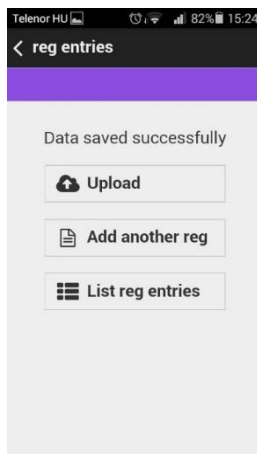 Telenor HU 82% 15:24
reg entries
Data saved successfully
Upload
Add another reg
List reg entries